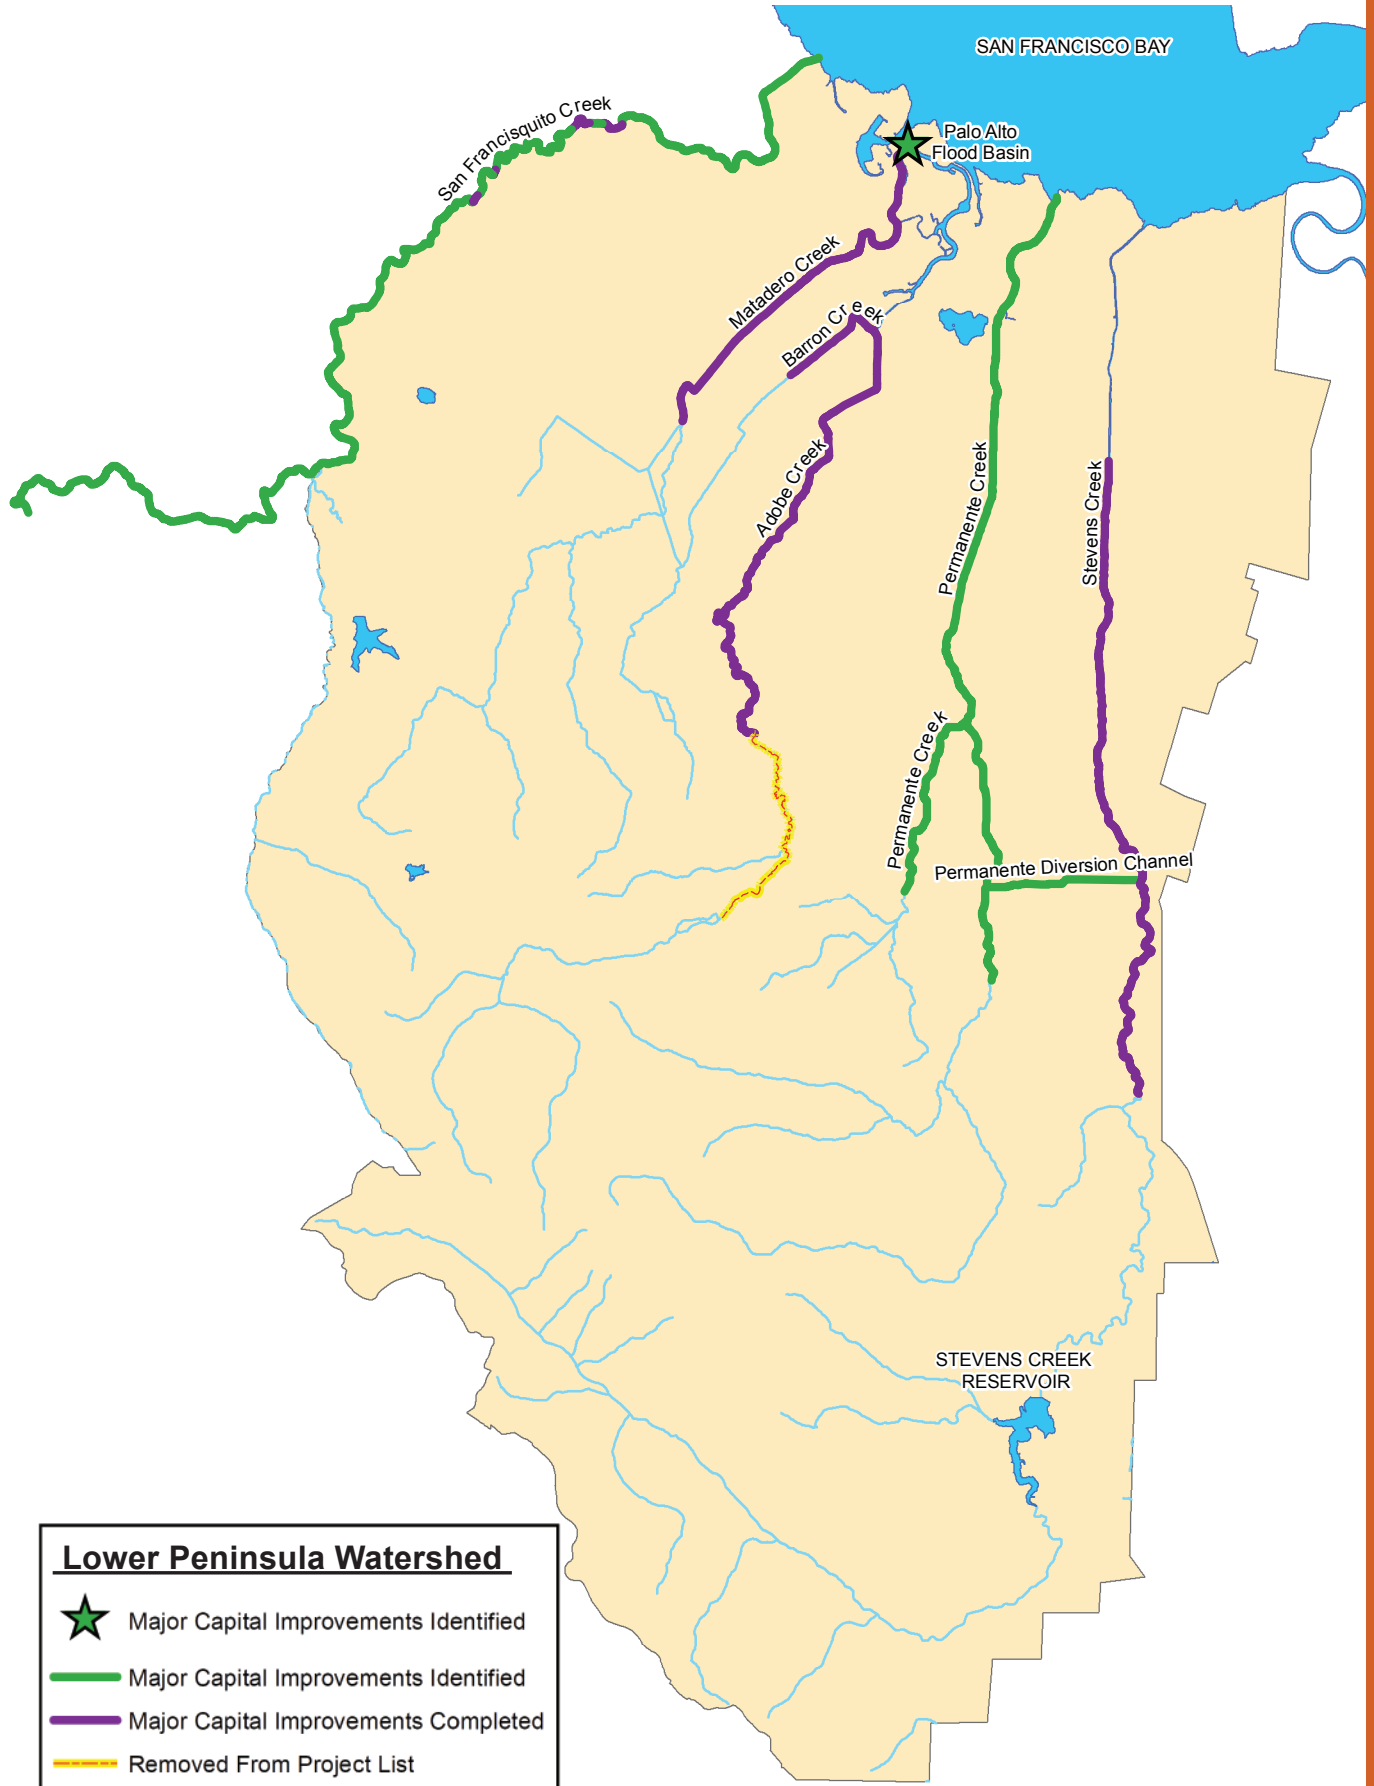 SAN FRANCISCO BAY
San Francisquito Creek
Palo Alto
Flood Basin
Matadero Creek
Barron Creek
Adobe Creek
Permanente Creek
Stevens Creek
Permanente Creek
Permanente Diversion Channel
STEVENS CREEK
RESERVOIR
Lower Peninsula Watershed
Major Capital Improvements Identified
Major Capital Improvements Identified
Major Capital Improvements Completed
Removed From Project List